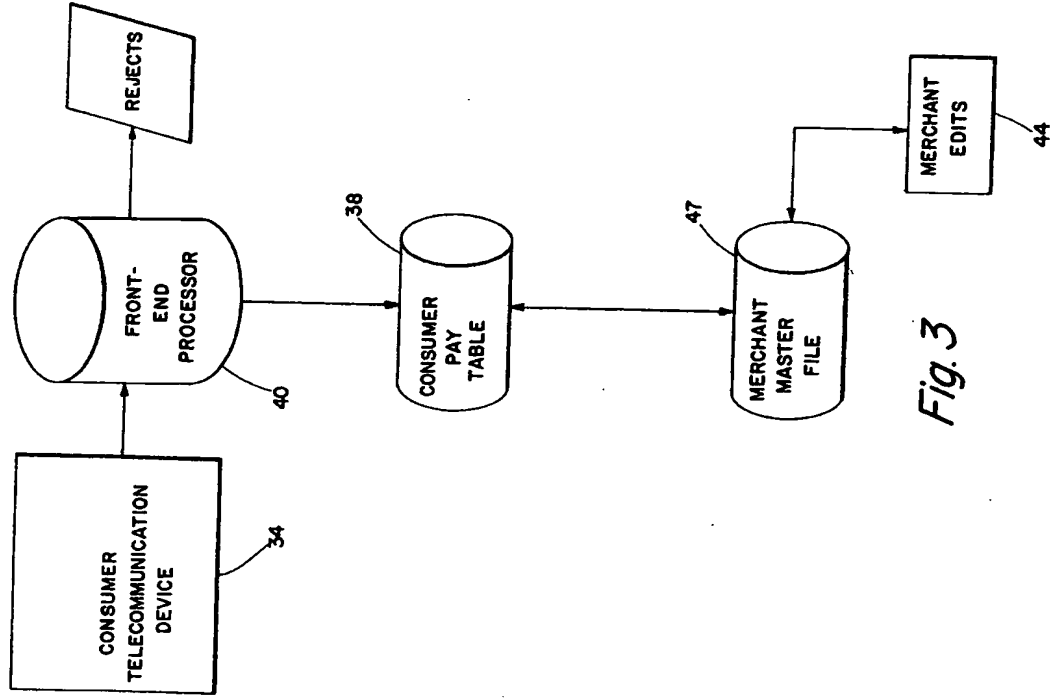 CONSUMER
TELECOMMUNICATION
DEVICE
34
FRONT-
END
PROCESSOR
40
REJECTS
CONSUMER
PAY
TABLE
38
MERCHANT
MASTER
FILE
47
MERCHANT
EDITS
44
Fig. 3